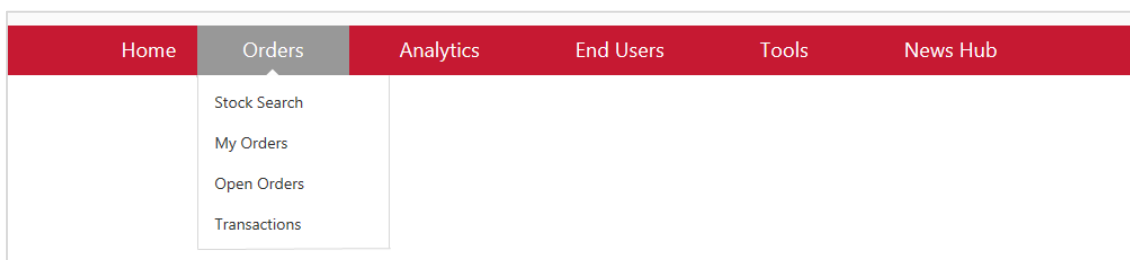 Home Orders Analytics End Users Tools News Hub
Stock Search
My Orders
Open Orders
Transactions